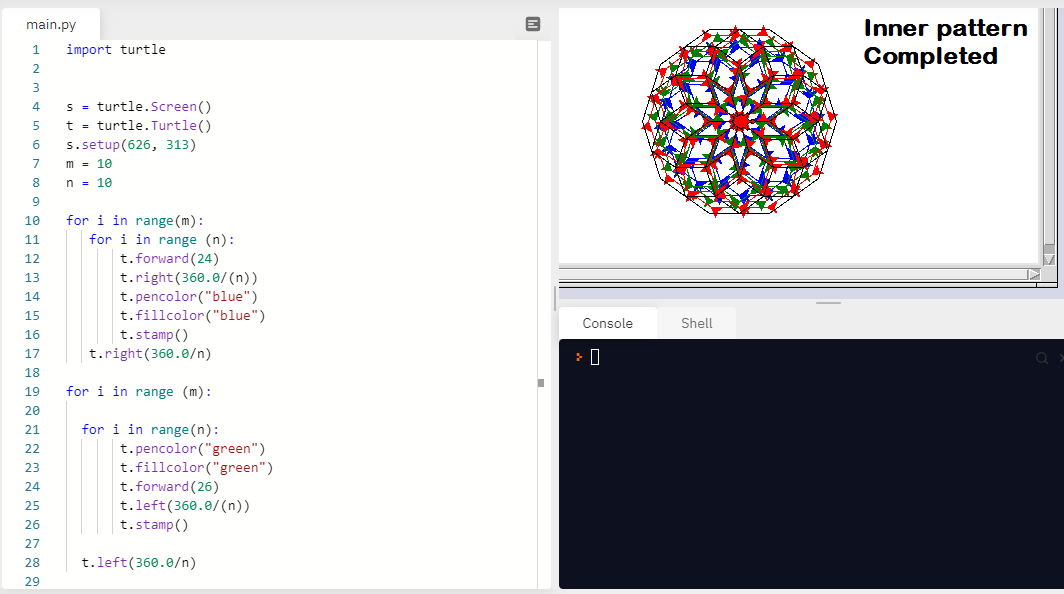 main.py
1 import turtle
2
3
4 s = turtle.Screen()
5 t = turtle.Turtle()
6 s.setup(626, 313)
7 m = 10
8 n = 10
9
10 for i in range(m):
11 for i in range (n):
12 t.forward(24)
13 t.right(360.0/(n))
14 t.pencolor("blue")
15 t.fillcolor("blue")
16 t.stamp()
17 t.right(360.0/n)
18
19 for i in range (m):
20
21 for i in range(n):
22 t.pencolor("green")
23 t.fillcolor("green")
24 t.forward(26)
25 t.left(360.0/(n))
26 t.stamp()
27
28 t.left(360.0/n)
29
Inner pattern
Completed
Console Shell